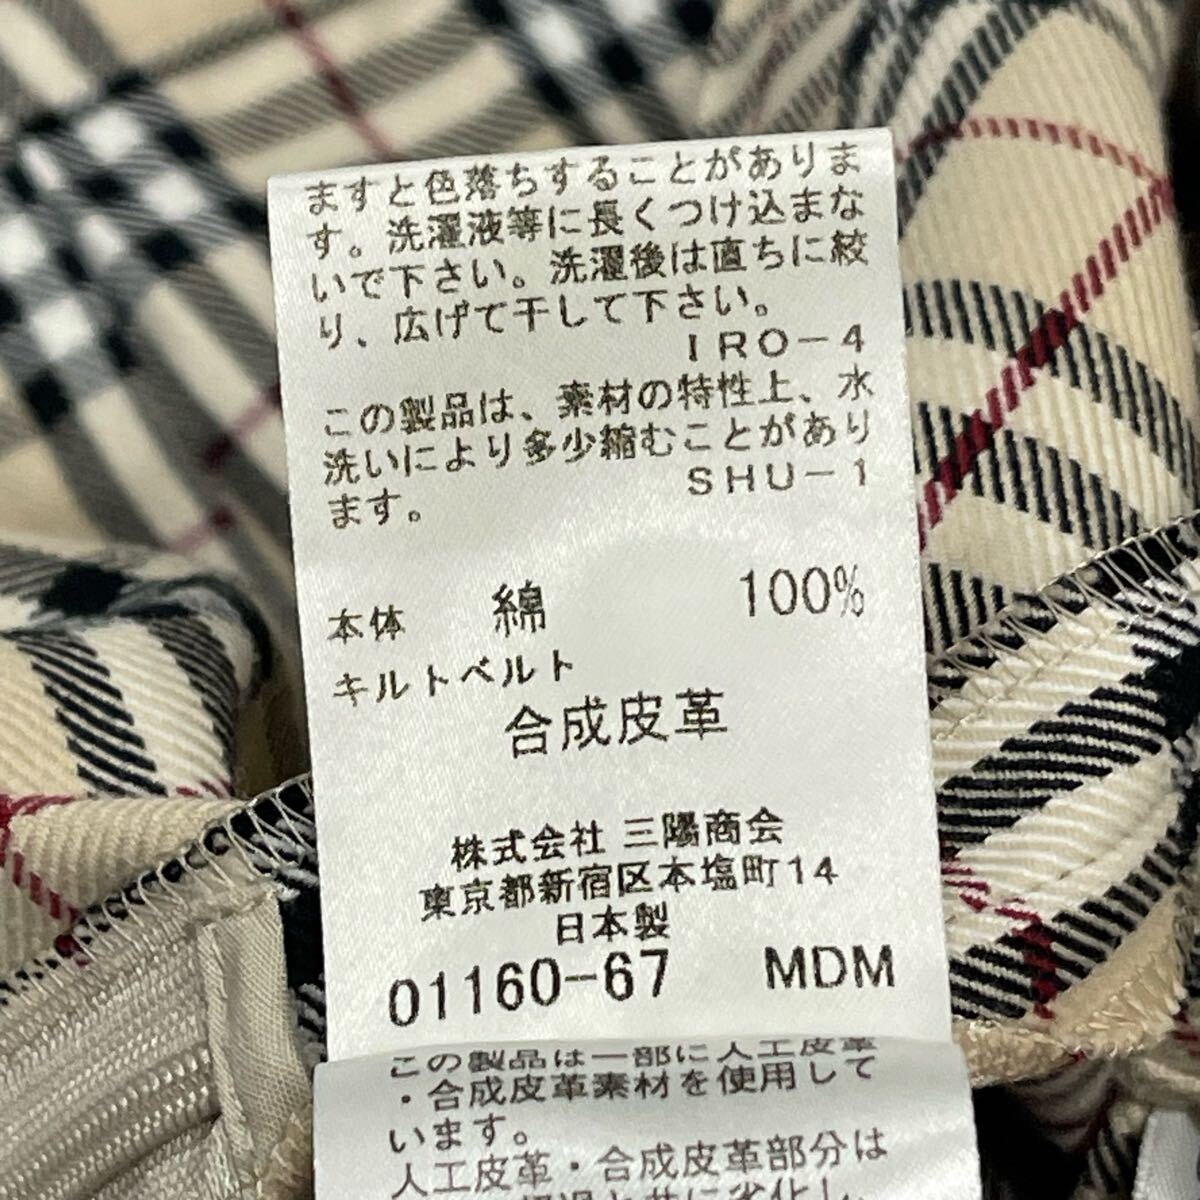 ますと色落ちすることがありま
す。洗濯液等に長くつけ込まな
いで下さい。洗濯後は直ちに絞
り、広げて干して下さい。
IRO-4
この製品は、素材の特性上、水
洗いにより多少縮むことがあり
ます。
SHU-1
本体 綿 100%
キルトベルト
合成皮革
株式会社 三陽商会
東京都新宿区本塩町14
日本製
01160-67 MDM
この製品は一部に人工皮革
・合成皮革素材を使用して
います。
人工皮革・合成皮革部分は